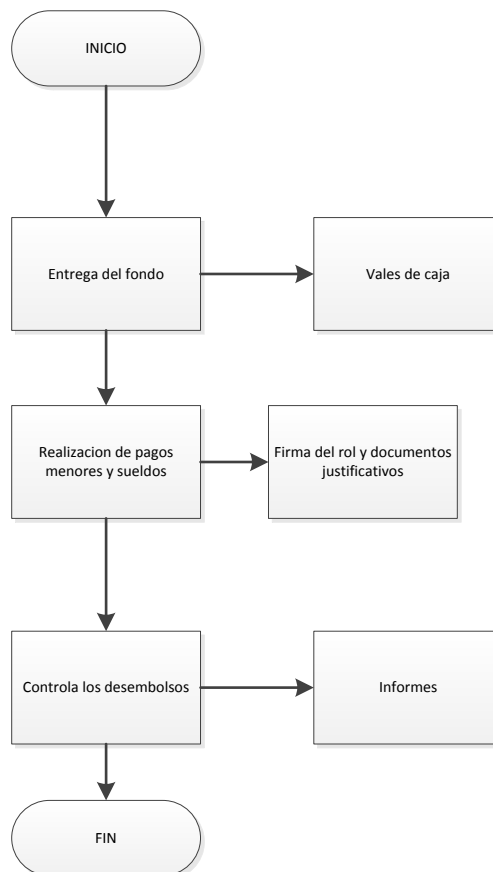 INICIO
Entrega del fondo
Vales de caja
Realizacion de pagos
menores y sueldos
Firma del rol y documentos
justificativos
Controla los desembolsos
Informes
FIN